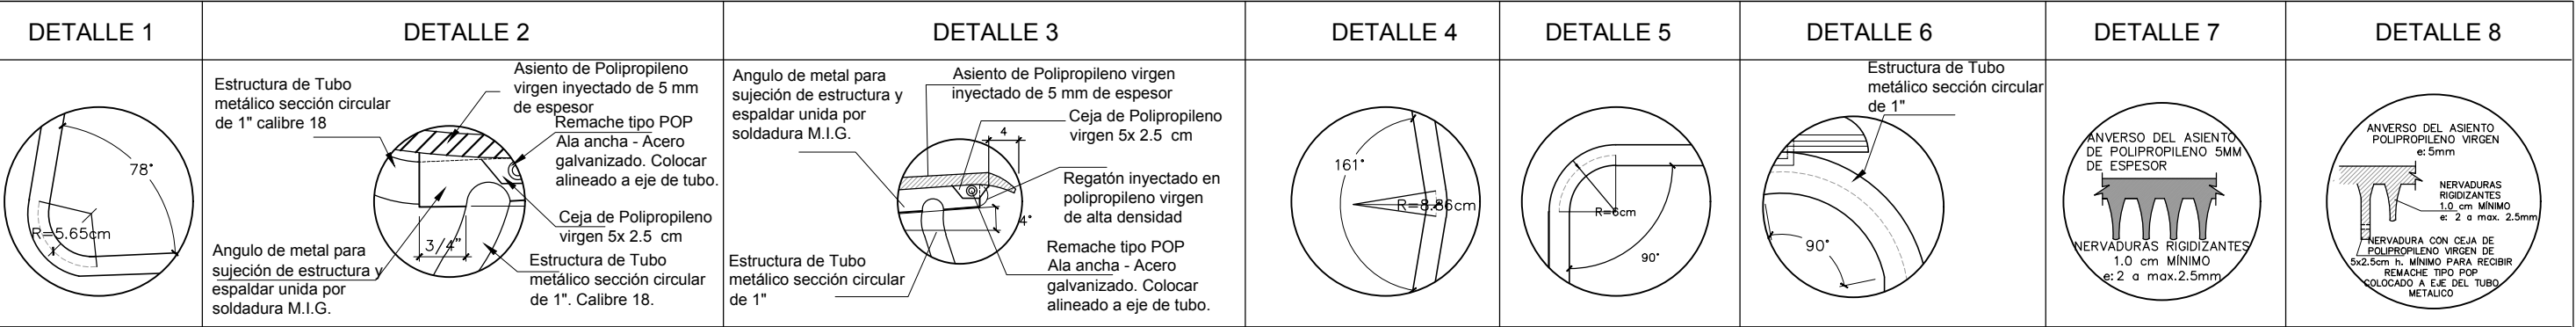 DETALLE 1
78°
R=5.65cm
DETALLE 2
Estructura de Tubo
metálico sección circular
de 1" calibre 18
Asiento de Polipropileno
virgen inyectado de 5 mm
de espesor
Remache tipo POP
Ala ancha - Acero
galvanizado. Colocar
alineado a eje de tubo.
Ceja de Polipropileno
virgen 5x 2.5 cm
3/4"
Angulo de metal para
sujeción de estructura y
espaldar unida por
soldadura M.I.G.
Estructura de Tubo
metálico sección circular
de 1". Calibre 18.
DETALLE 3
Angulo de metal para
sujeción de estructura y
espaldar unida por
soldadura M.I.G.
Asiento de Polipropileno virgen
inyectado de 5 mm de espesor
4
Ceja de Polipropileno
virgen 5x 2.5 cm
Regatón inyectado en
polipropileno virgen
de alta densidad
4°
Remache tipo POP
Ala ancha - Acero
galvanizado. Colocar
alineado a eje de tubo.
Estructura de Tubo
metálico sección circular
de 1"
DETALLE 4
161°
R=8.86cm
DETALLE 5
R=6cm
90°
DETALLE 6
Estructura de Tubo
metálico sección circular
de 1"
90°
DETALLE 7
ANVERSO DEL ASIENTO
DE POLIPROPILENO 5MM
DE ESPESOR
NERVADURAS RIGIDIZANTES
1.0 cm MÍNIMO
e: 2 a max.2.5mm
DETALLE 8
ANVERSO DEL ASIENTO
POLIPROPILENO VIRGEN
e: 5mm
NERVADURAS
RIGIDIZANTES
1.0 cm MÍNIMO
e: 2 a max. 2.5mm
NERVADURA CON CEJA DE
POLIPROPILENO VIRGEN DE
5x2.5cm h. MÍNIMO PARA RECIBIR
REMACHE TIPO POP
COLOCADO A EJE DEL TUBO
METALICO